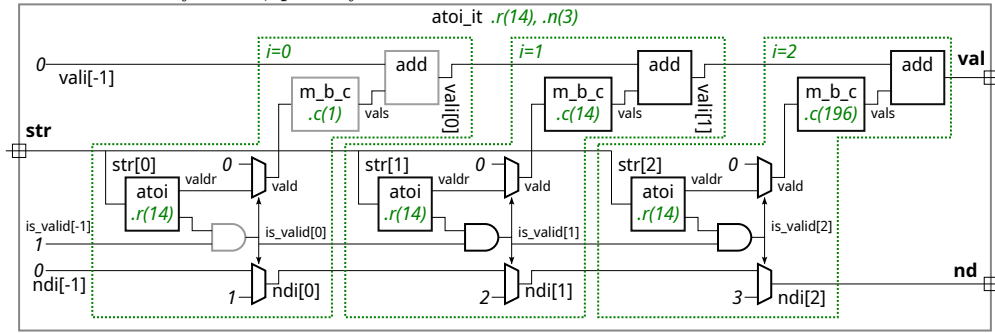 atoi_it .r(14), .n(3)
i=0
i=1
i=2
0
vali[-1]
add
vali[0]
add
vali[1]
add
val
m_b_c
.c(1)
vals
m_b_c
.c(14)
vals
m_b_c
.c(196)
vals
str
str[0]
0
vald
str[1]
0
vald
str[2]
0
vald
atoi
.r(14)
valdr
atoi
.r(14)
valdr
atoi
.r(14)
valdr
is_valid[-1]
1
is_valid[0]
is_valid[1]
is_valid[2]
0
ndi[-1]
1
ndi[0]
2
ndi[1]
3
ndi[2]
nd